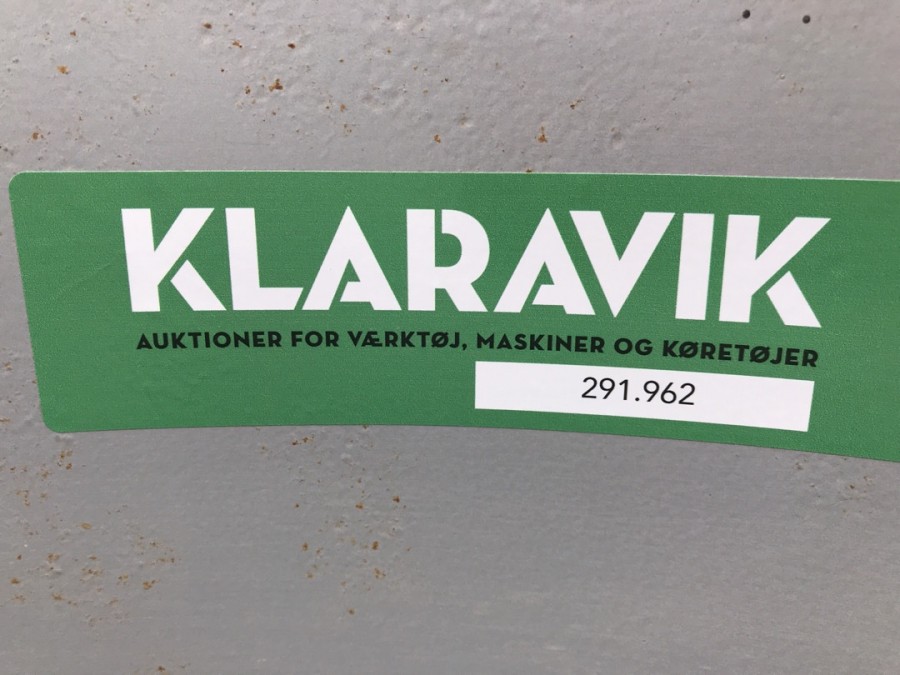 KLARAVIK
AUKTIONER FOR VÆRKTØJ, MASKINER OG KØRETØJER
291.962